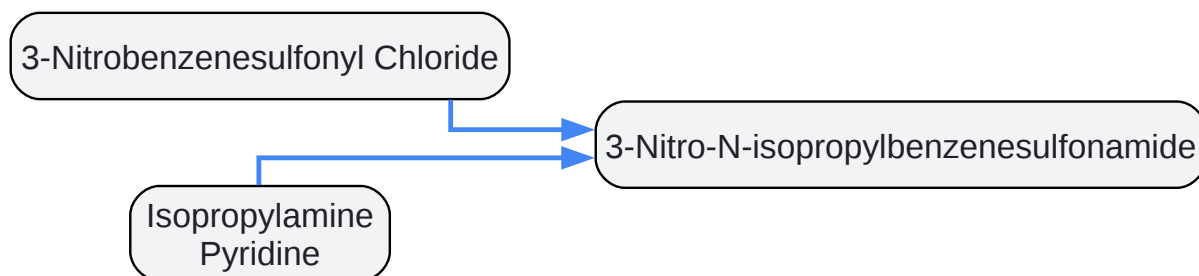 3-Nitrobenzenesulfonyl Chloride
3-Nitro-N-isopropylbenzenesulfonamide
Isopropylamine
Pyridine